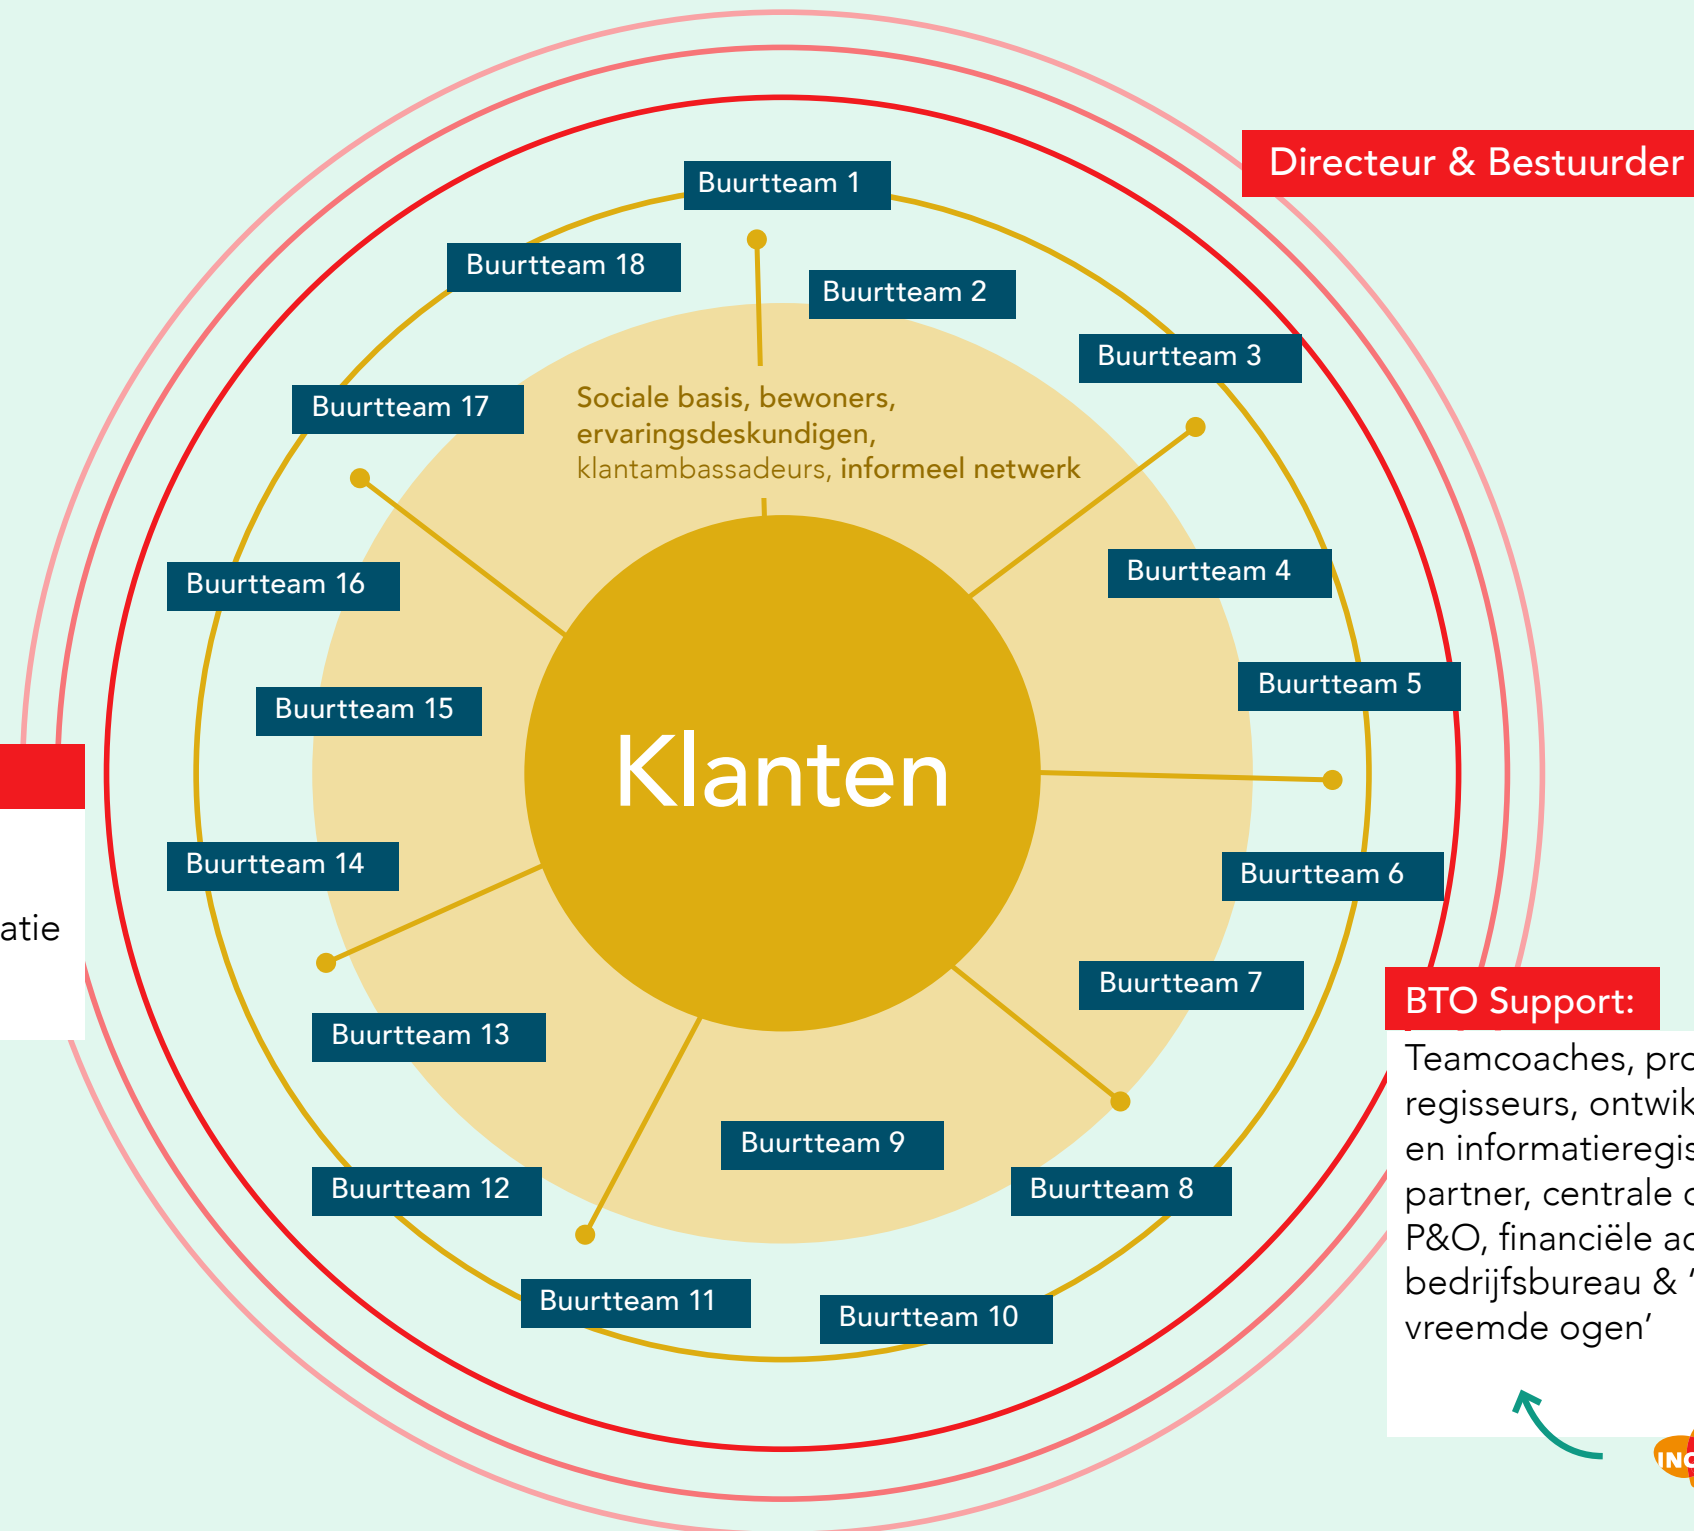 Directeur & Bestuurder
Buurtteam 1
Buurtteam 18
Buurtteam 2
Buurtteam 3
Buurtteam 17
Sociale basis, bewoners,
ervaringsdeskundigen,
klantambassadeurs, informeel netwerk
Buurtteam 4
Buurtteam 16
Buurtteam 5
Buurtteam 15
Klanten
Buurtteam 14
Buurtteam 6
atie
Buurtteam 7
BTO Support:
Buurtteam 13
Teamcoaches, pro
regisseurs, ontwik
en informatieregis
partner, centrale
P&O, financiële a
bedrijfsbureau & ‘
vreemde ogen’
Buurtteam 9
Buurtteam 12
Buurtteam 8
Buurtteam 11
Buurtteam 10